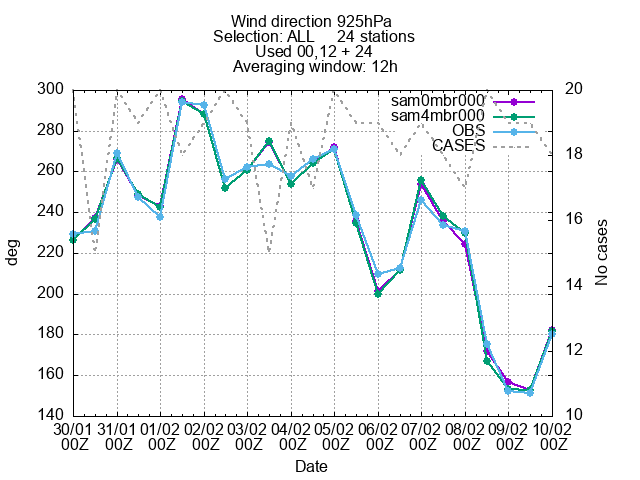 Wind direction 925hPa
Selection: ALL 24 stations
Used 00,12 + 24
Averaging window: 12h
sam0mbr000
sam4mbr000
OBS
CASES
300
280
260
240
220
200
180
160
140
deg
20
18
16
14
12
10
No cases
30/01 31/01 01/02 02/02 03/02 04/02 05/02 06/02 07/02 08/02 09/02 10/02
00Z 00Z 00Z 00Z 00Z 00Z 00Z 00Z 00Z 00Z 00Z 00Z
Date